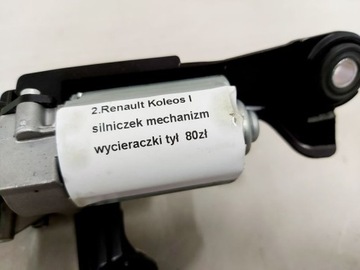 2.Renault Koleos I
silniczek mechanizm
wycieraczki tył 80zł